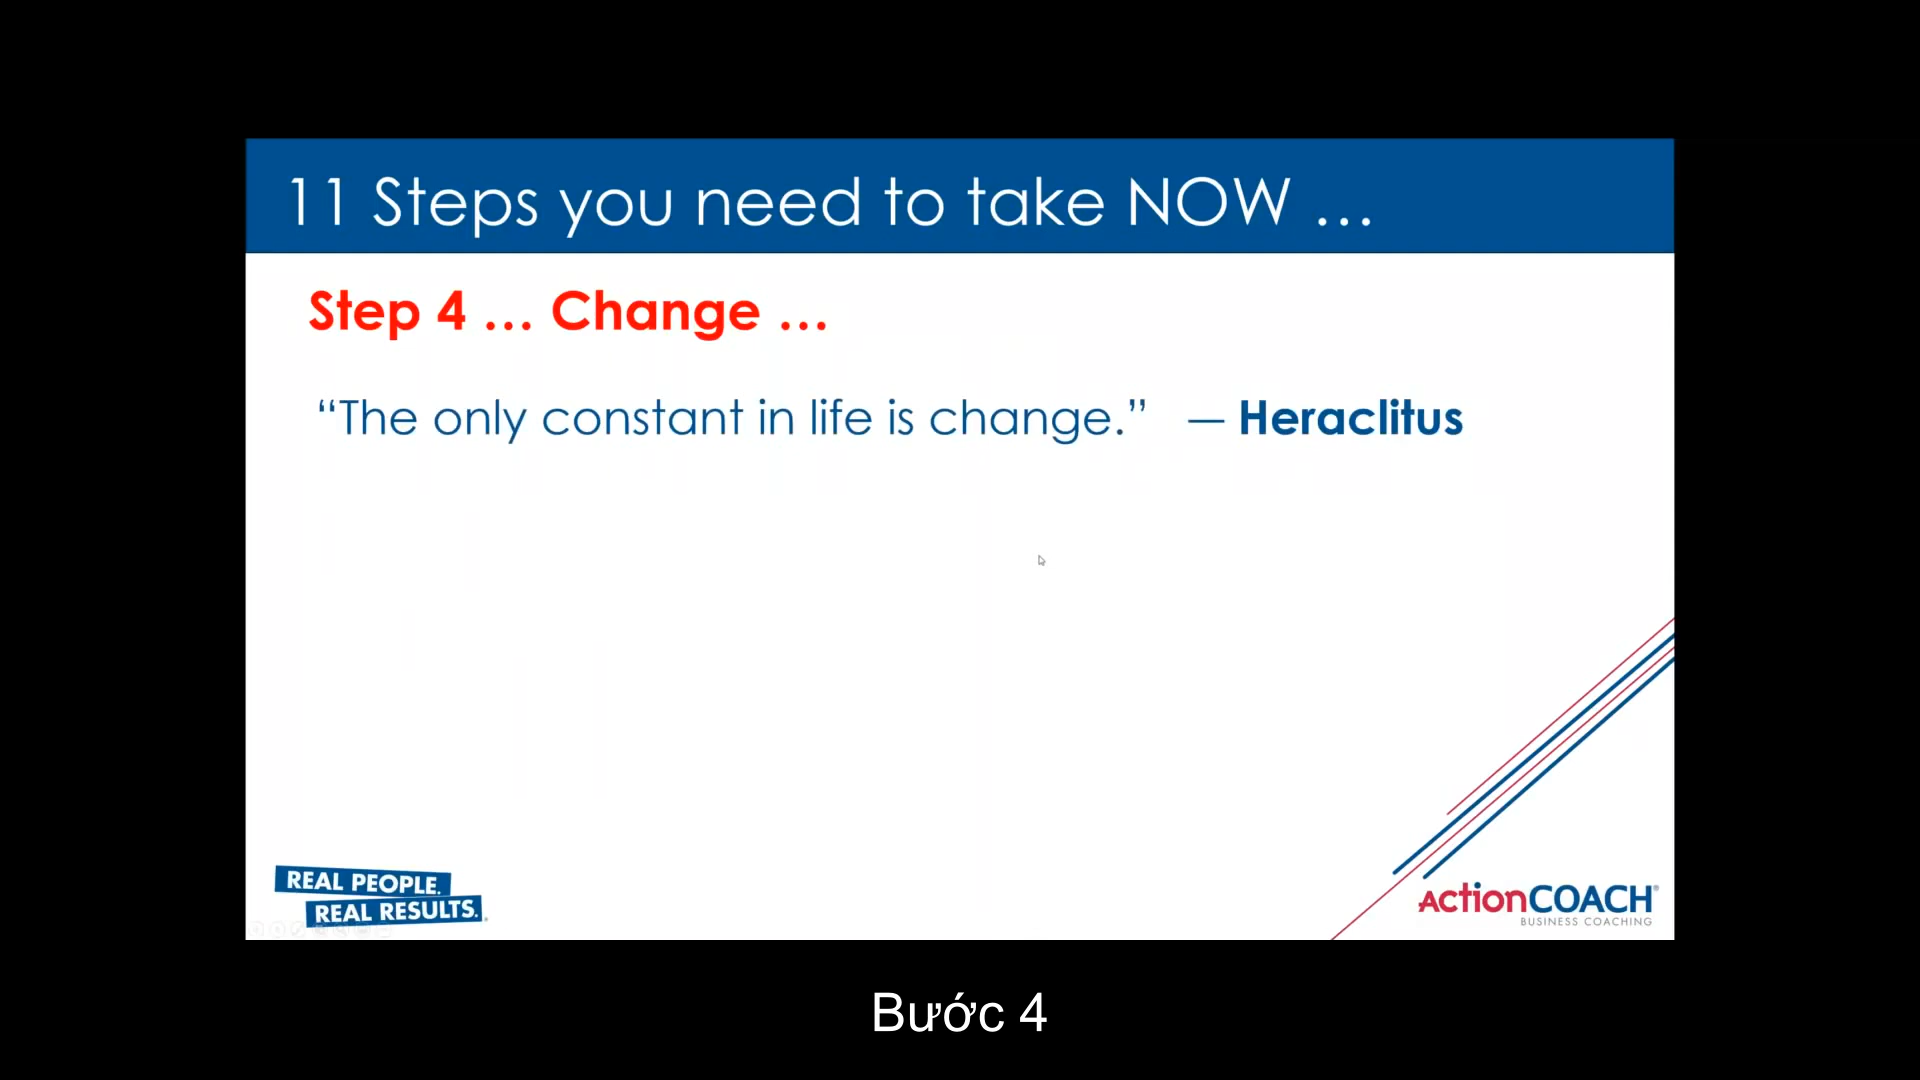 11 Steps you need to take NOW ...
Step 4 ... Change ...
“The only constant in life is change.” — Heraclitus
REAL PEOPLE.
REAL RESULTS.
ActionCOACH®
BUSINESS COACHING
Bước 4